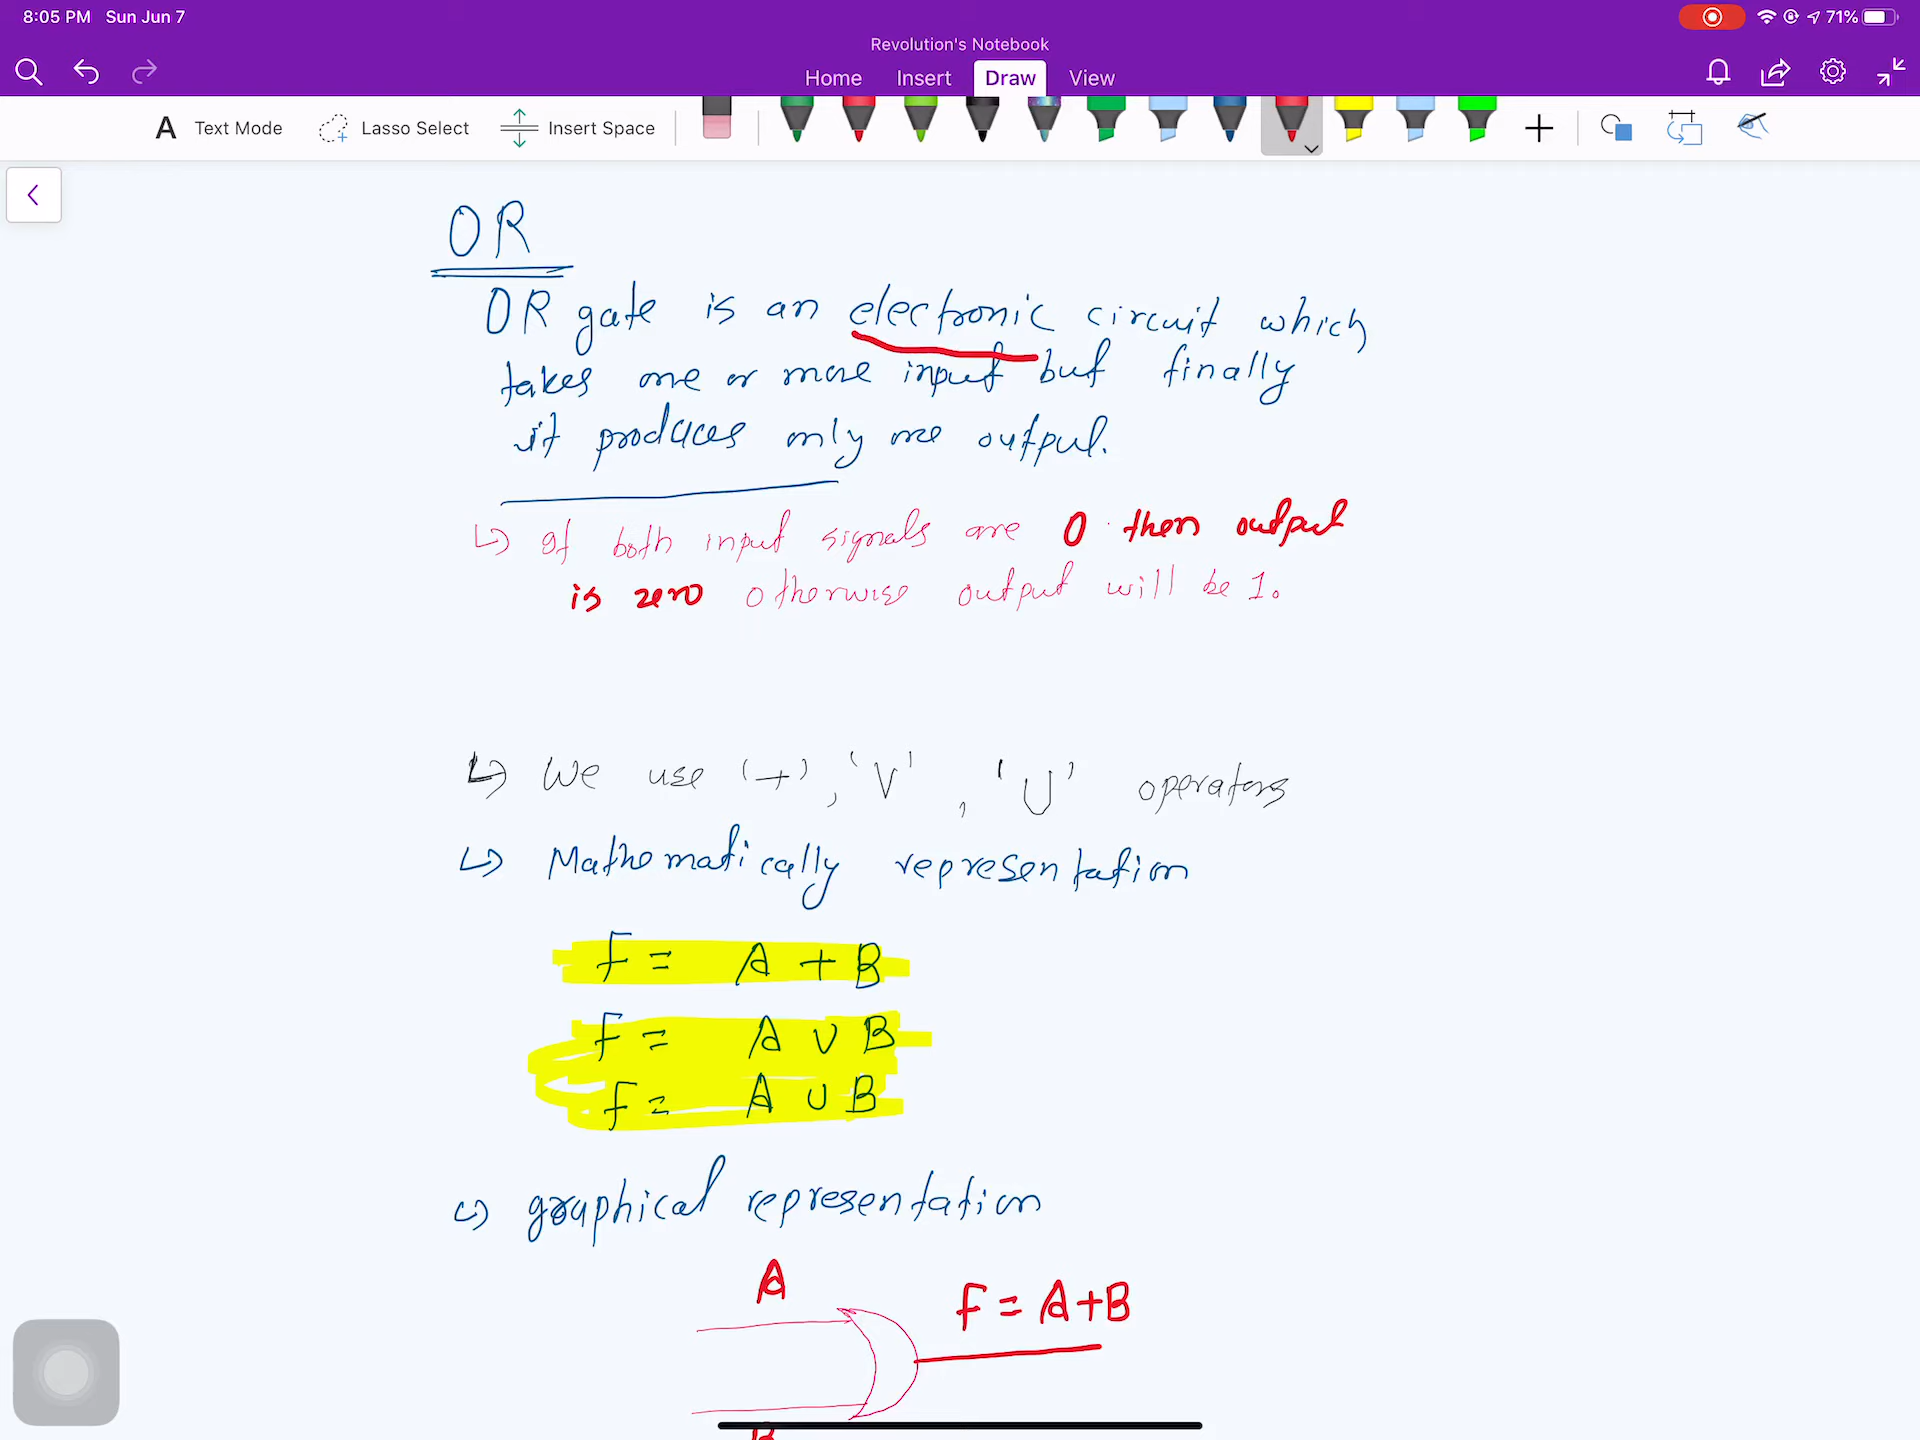 8:05 PM Sun Jun 7
71%
Revolution's Notebook
Home Insert Draw View
A Text Mode Lasso Select Insert Space
OR
OR gate is an electronic circuit which
takes one or more input but finally
it produces only one output.
↳ If both input signals are 0 then output
is zero otherwise output will be 1.
↳ We use '+', 'V', 'U' operators
↳ Mathematically representation
F = A + B
F = A ∨ B
F = A ∪ B
↳ graphical representation
A
F = A+B
B